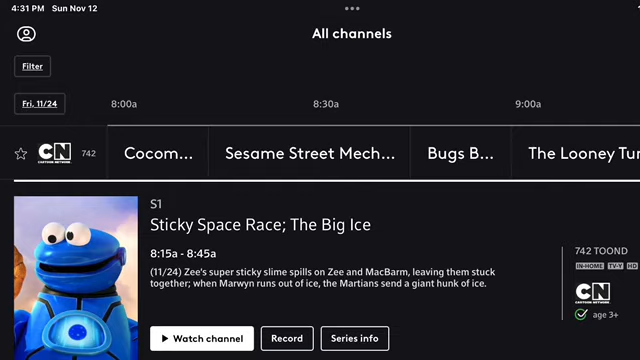 4:31 PM Sun Nov 12
All channels
Filter
Fri, 11/24
8:00a
8:30a
9:00a
CN
CARTOON NETWORK
742
Cocom...
Sesame Street Mech...
Bugs B...
The Looney Tun
S1
Sticky Space Race; The Big Ice
8:15a - 8:45a
(11/24) Zee's super sticky slime spills on Zee and MacBarm, leaving them stuck
together; when Marwyn runs out of ice, the Martians send a giant hunk of ice.
742 TOOND
IN-HOME TV-Y HD
CN
CARTOON NETWORK
age 3+
Watch channel
Record
Series info